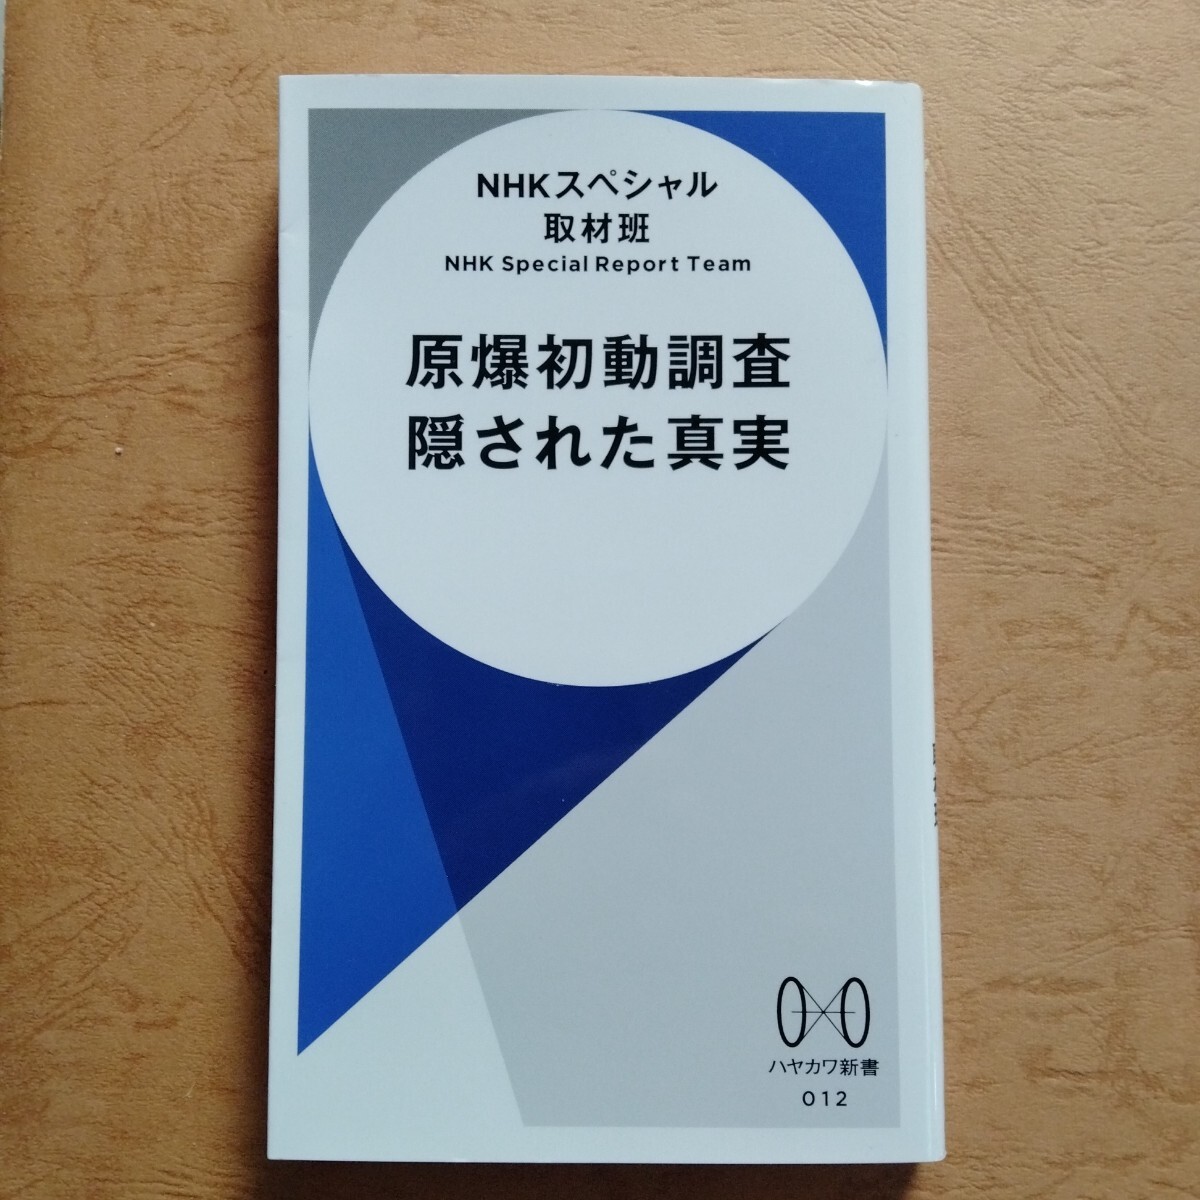 NHKスペシャル
取材班
NHK Special Report Team
原爆初動調査
隠された真実
ハヤカワ新書
012